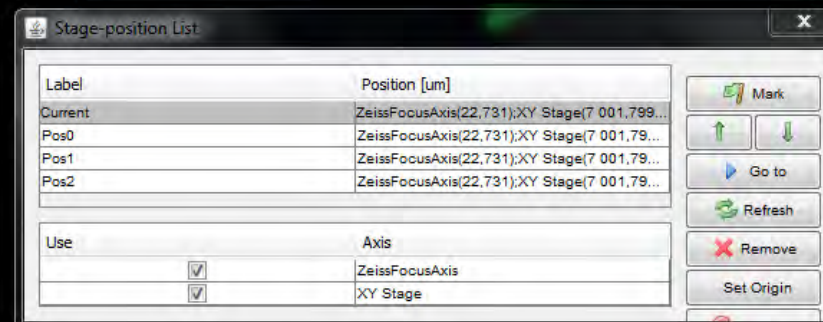 Stage-position List
Label Position [um]
Current ZeissFocusAxis(22,731);XY Stage(7 001,799...
Pos0 ZeissFocusAxis(22,731);XY Stage(7 001,79...
Pos1 ZeissFocusAxis(22,731);XY Stage(7 001,79...
Pos2 ZeissFocusAxis(22,731);XY Stage(7 001,79...
Use Axis
ZeissFocusAxis
XY Stage
Mark
Go to
Refresh
Remove
Set Origin